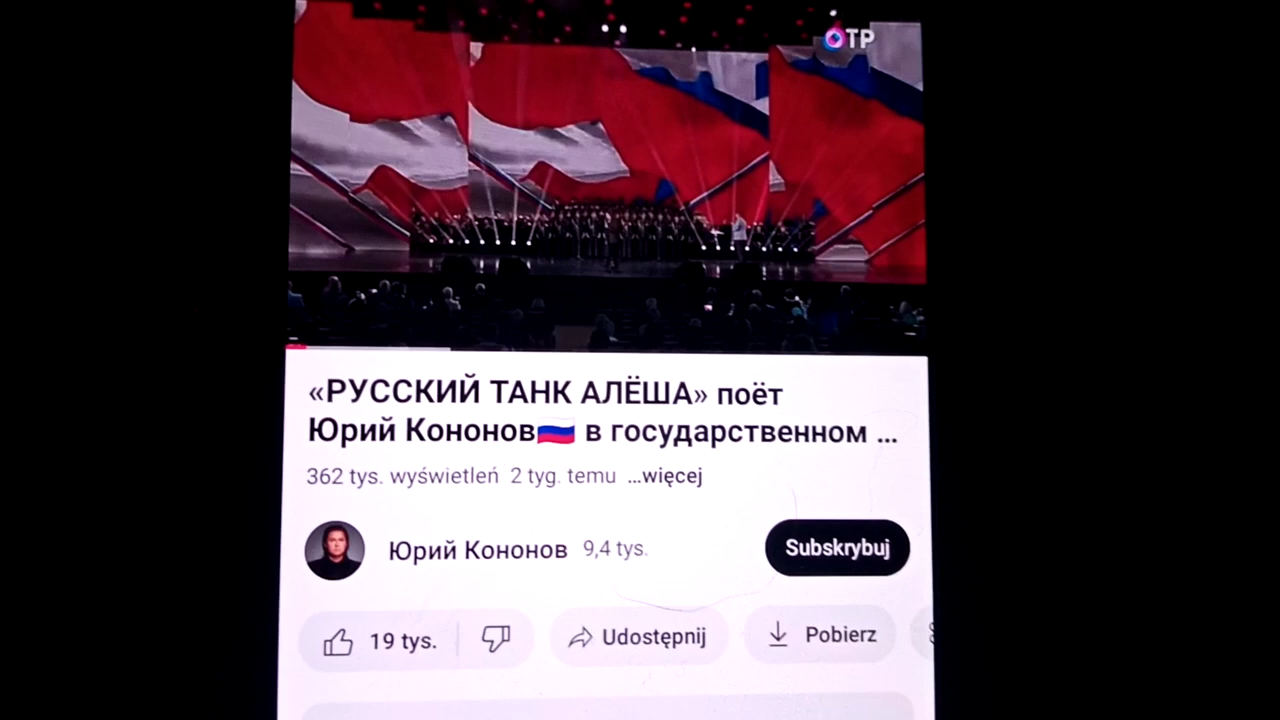 ОТР
«РУССКИЙ ТАНК АЛЁША» поёт
Юрий Кононов🇷🇺 в государственном ...
362 tys. wyświetleń 2 tyg. temu ...więcej
Юрий Кононов 9,4 tys.
Subskrybuj
19 tys.
Udostępnij
Pobierz